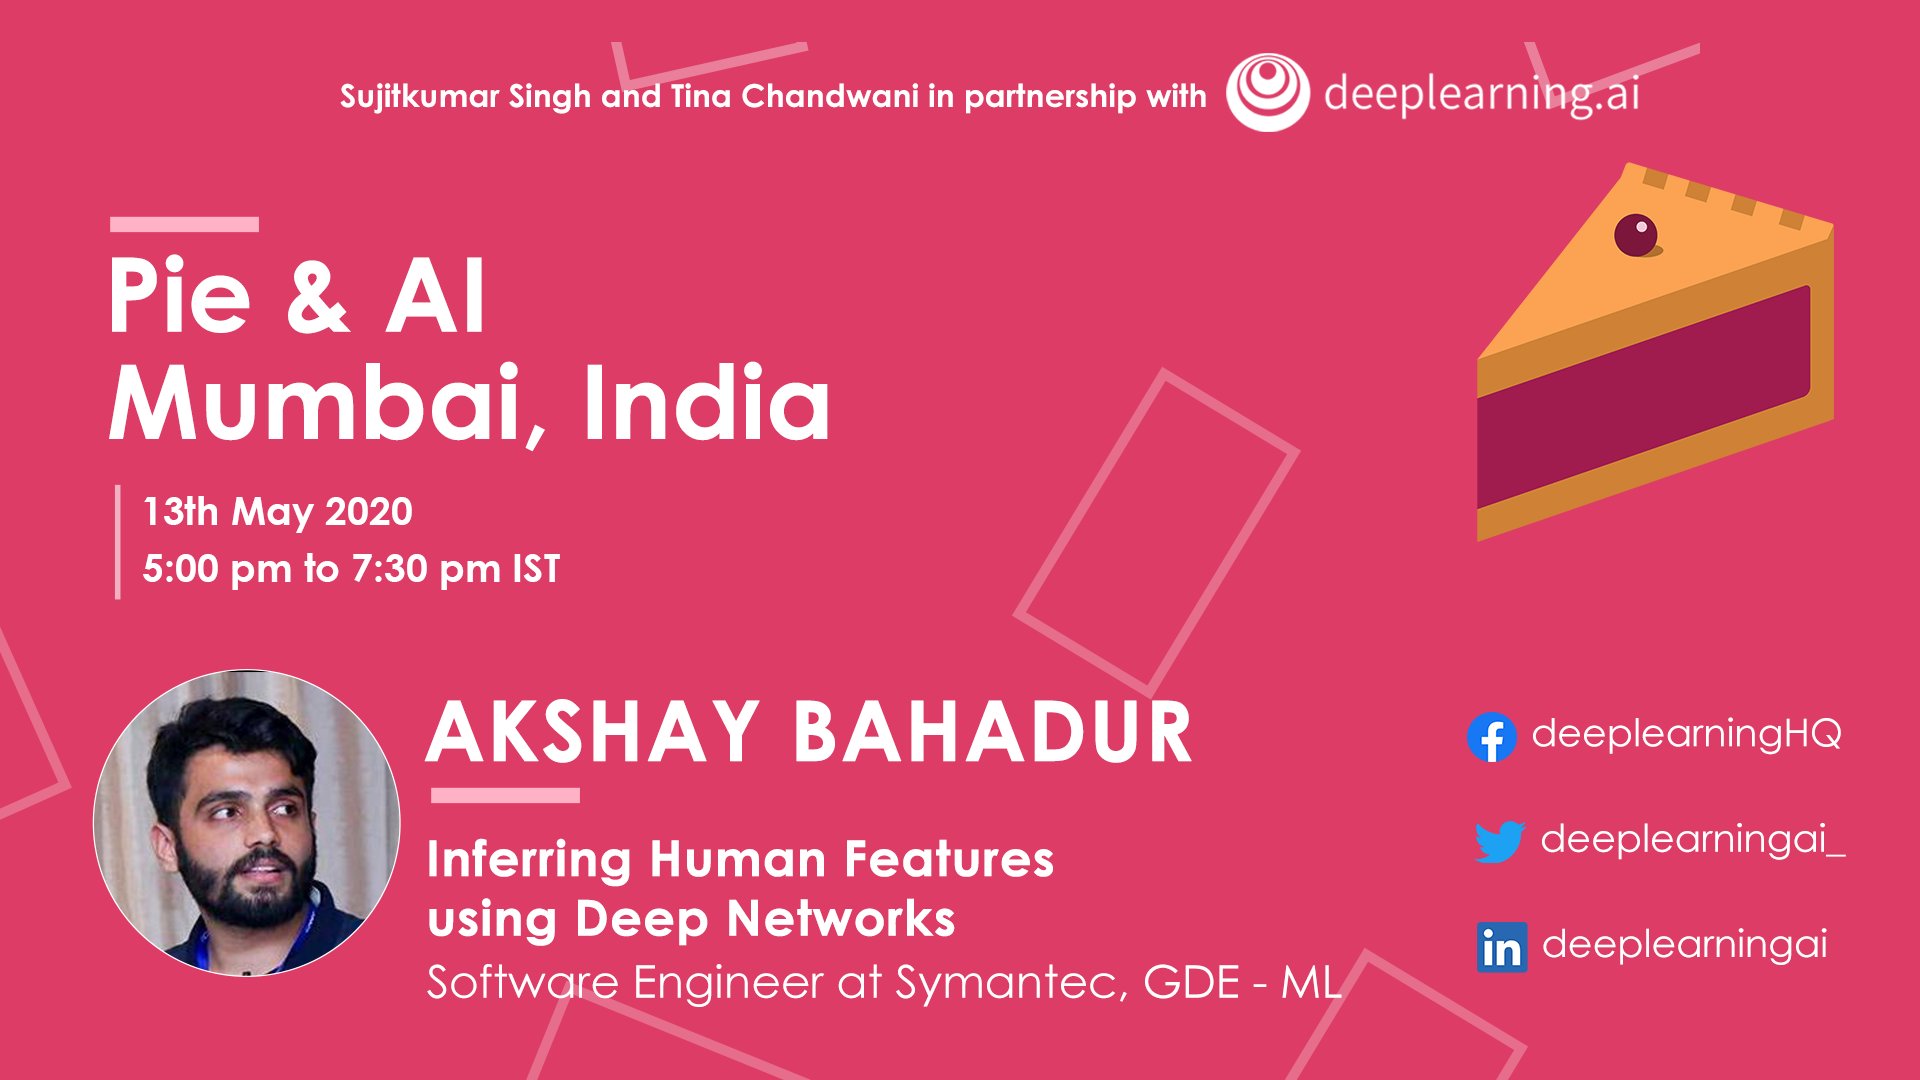 Sujitkumar Singh and Tina Chandwani in partnership with deeplearning.ai
Pie & AI
Mumbai, India
13th May 2020
5:00 pm to 7:30 pm IST
AKSHAY BAHADUR
Inferring Human Features
using Deep Networks
Software Engineer at Symantec, GDE - ML
deeplearningHQ
deeplearningai_
in deeplearningai